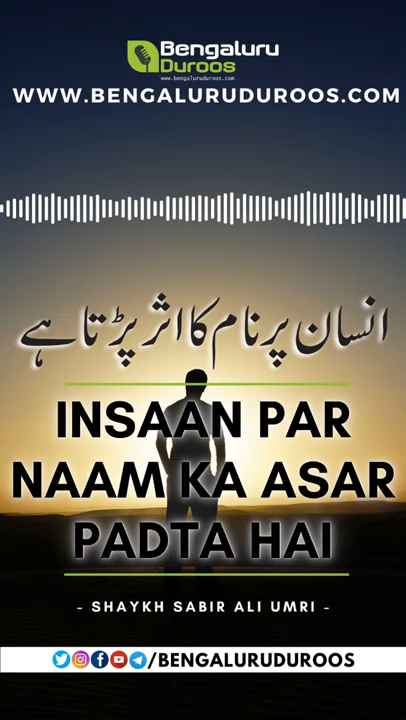 Bengaluru
Duroos
www.bengaluruduroos.com
WWW.BENGALURUDUROOS.COM
انسان پر نام کا اثر پڑتا ہے
INSAAN PAR
NAAM KA ASAR
PADTA HAI
- SHAYKH SABIR ALI UMRI -
/BENGALURUDUROOS